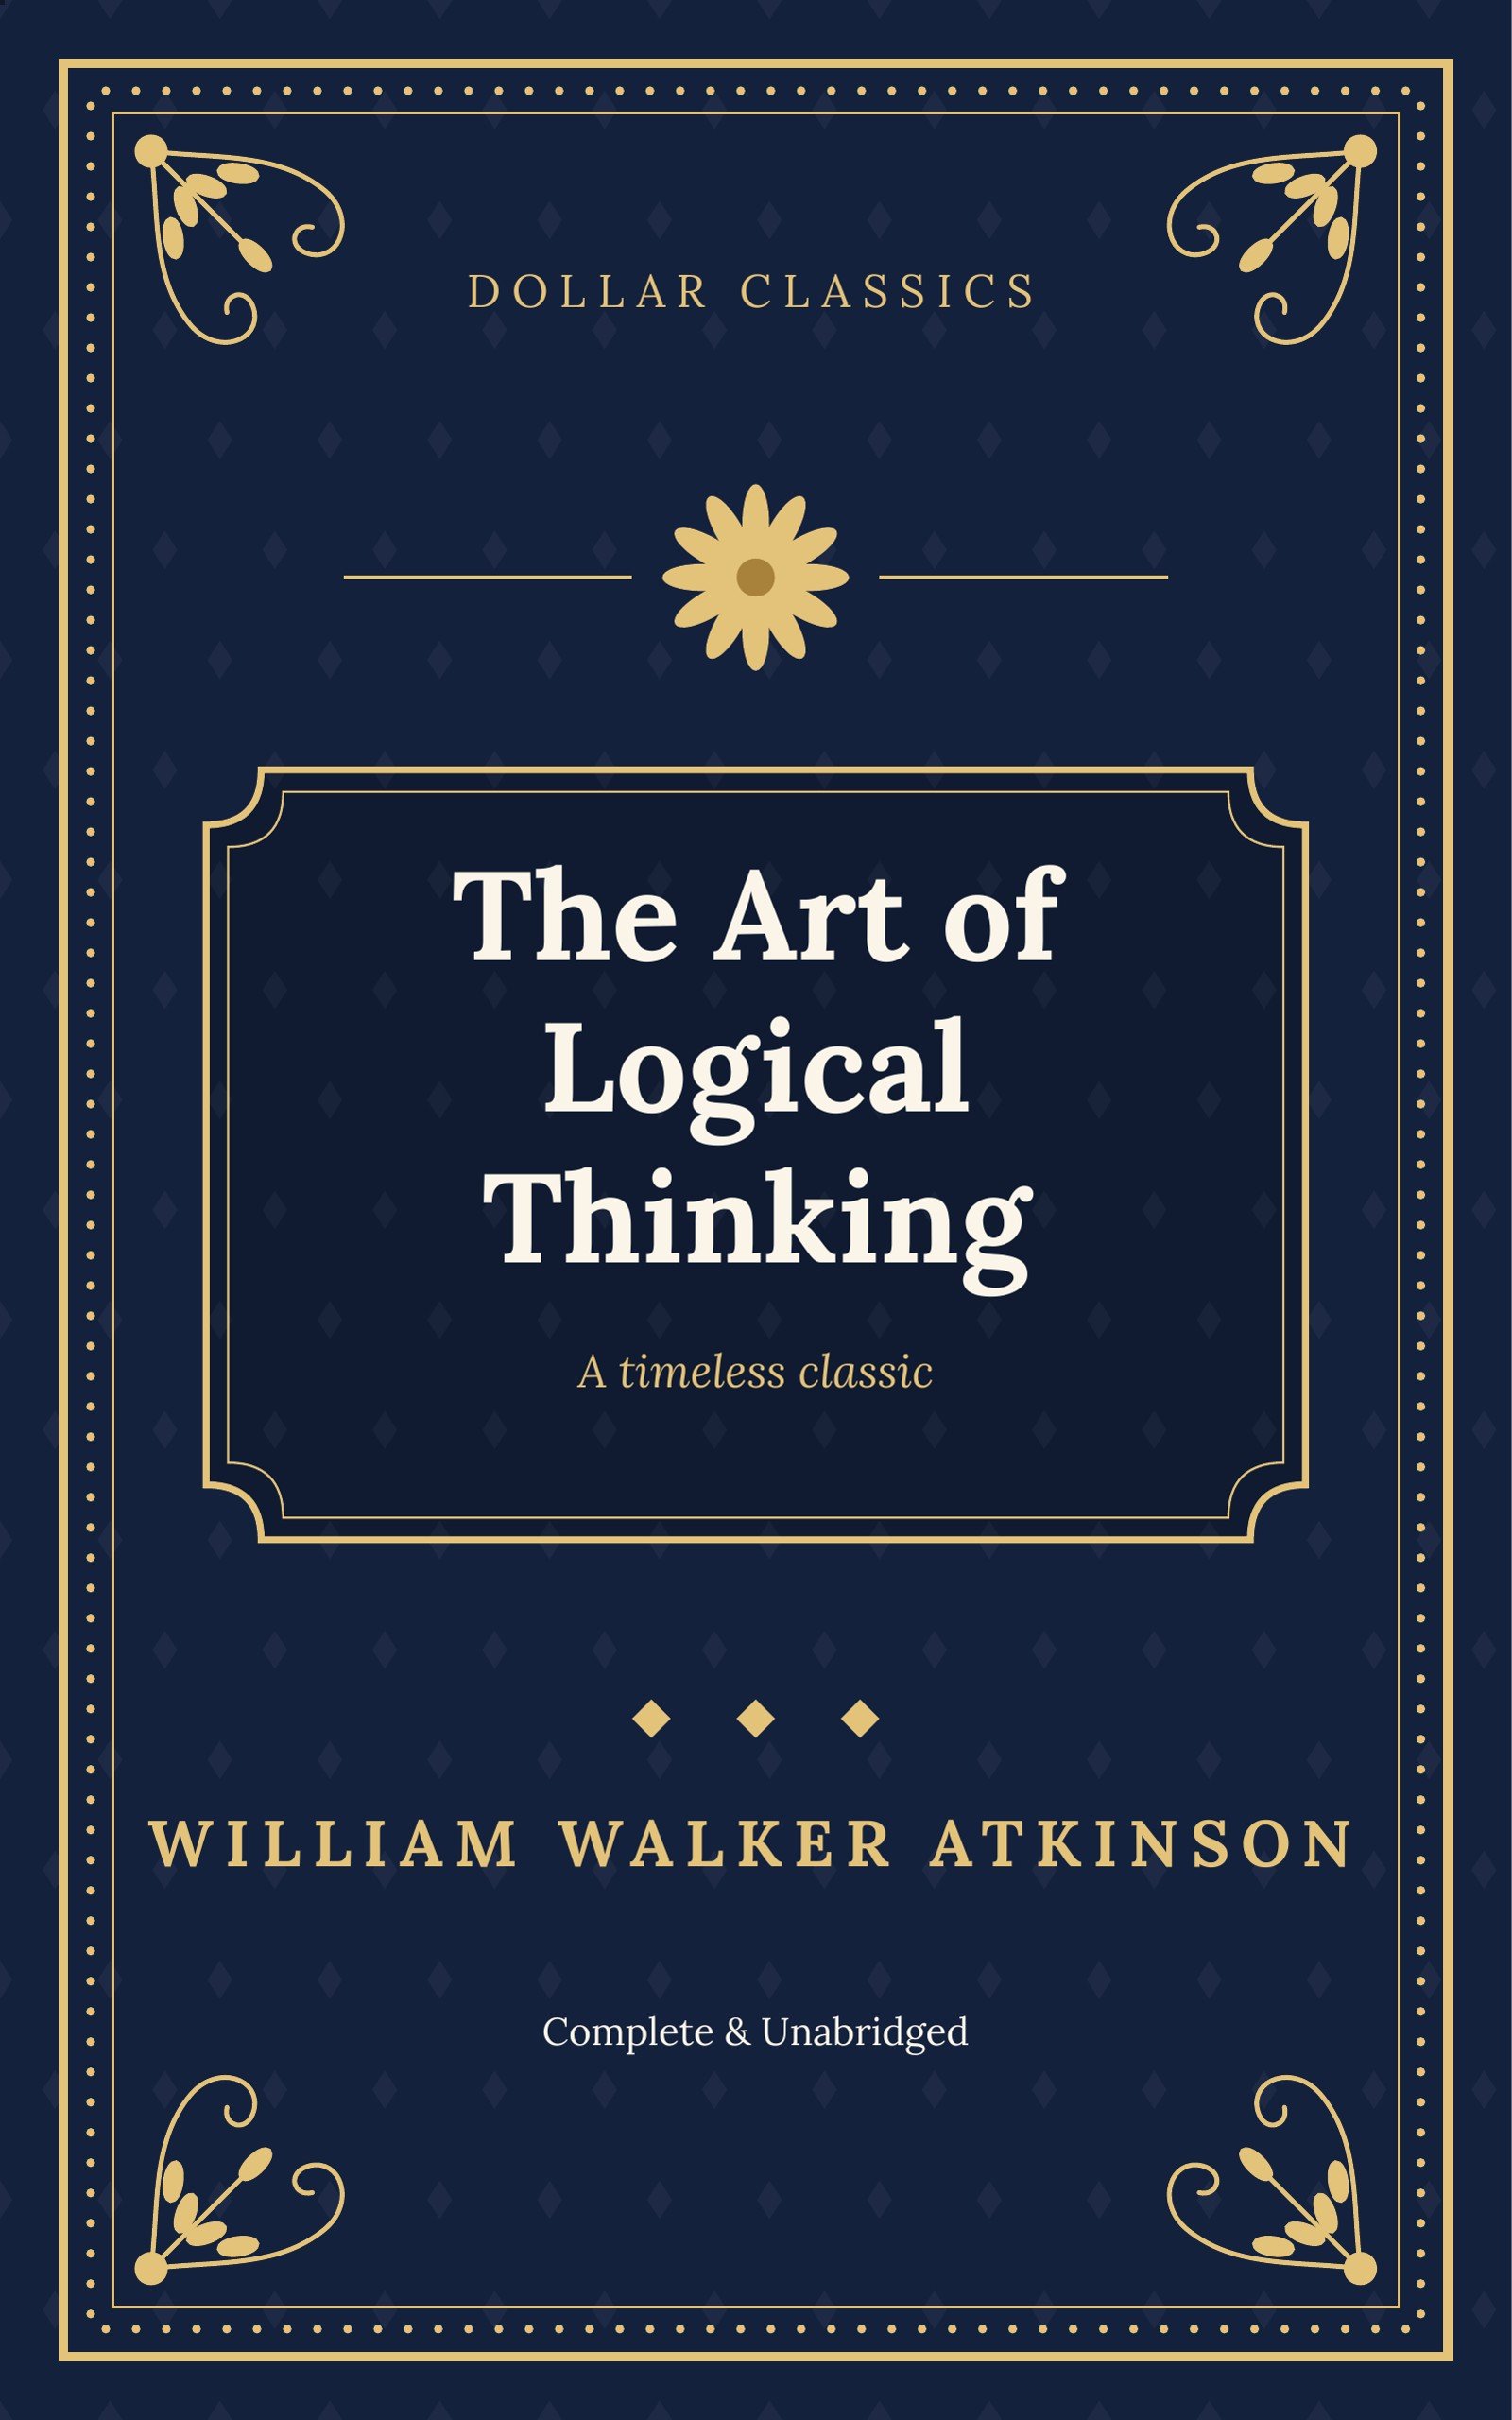 DOLLAR CLASSICS
The Art of
Logical
Thinking
A timeless classic
WILLIAM WALKER ATKINSON
Complete & Unabridged